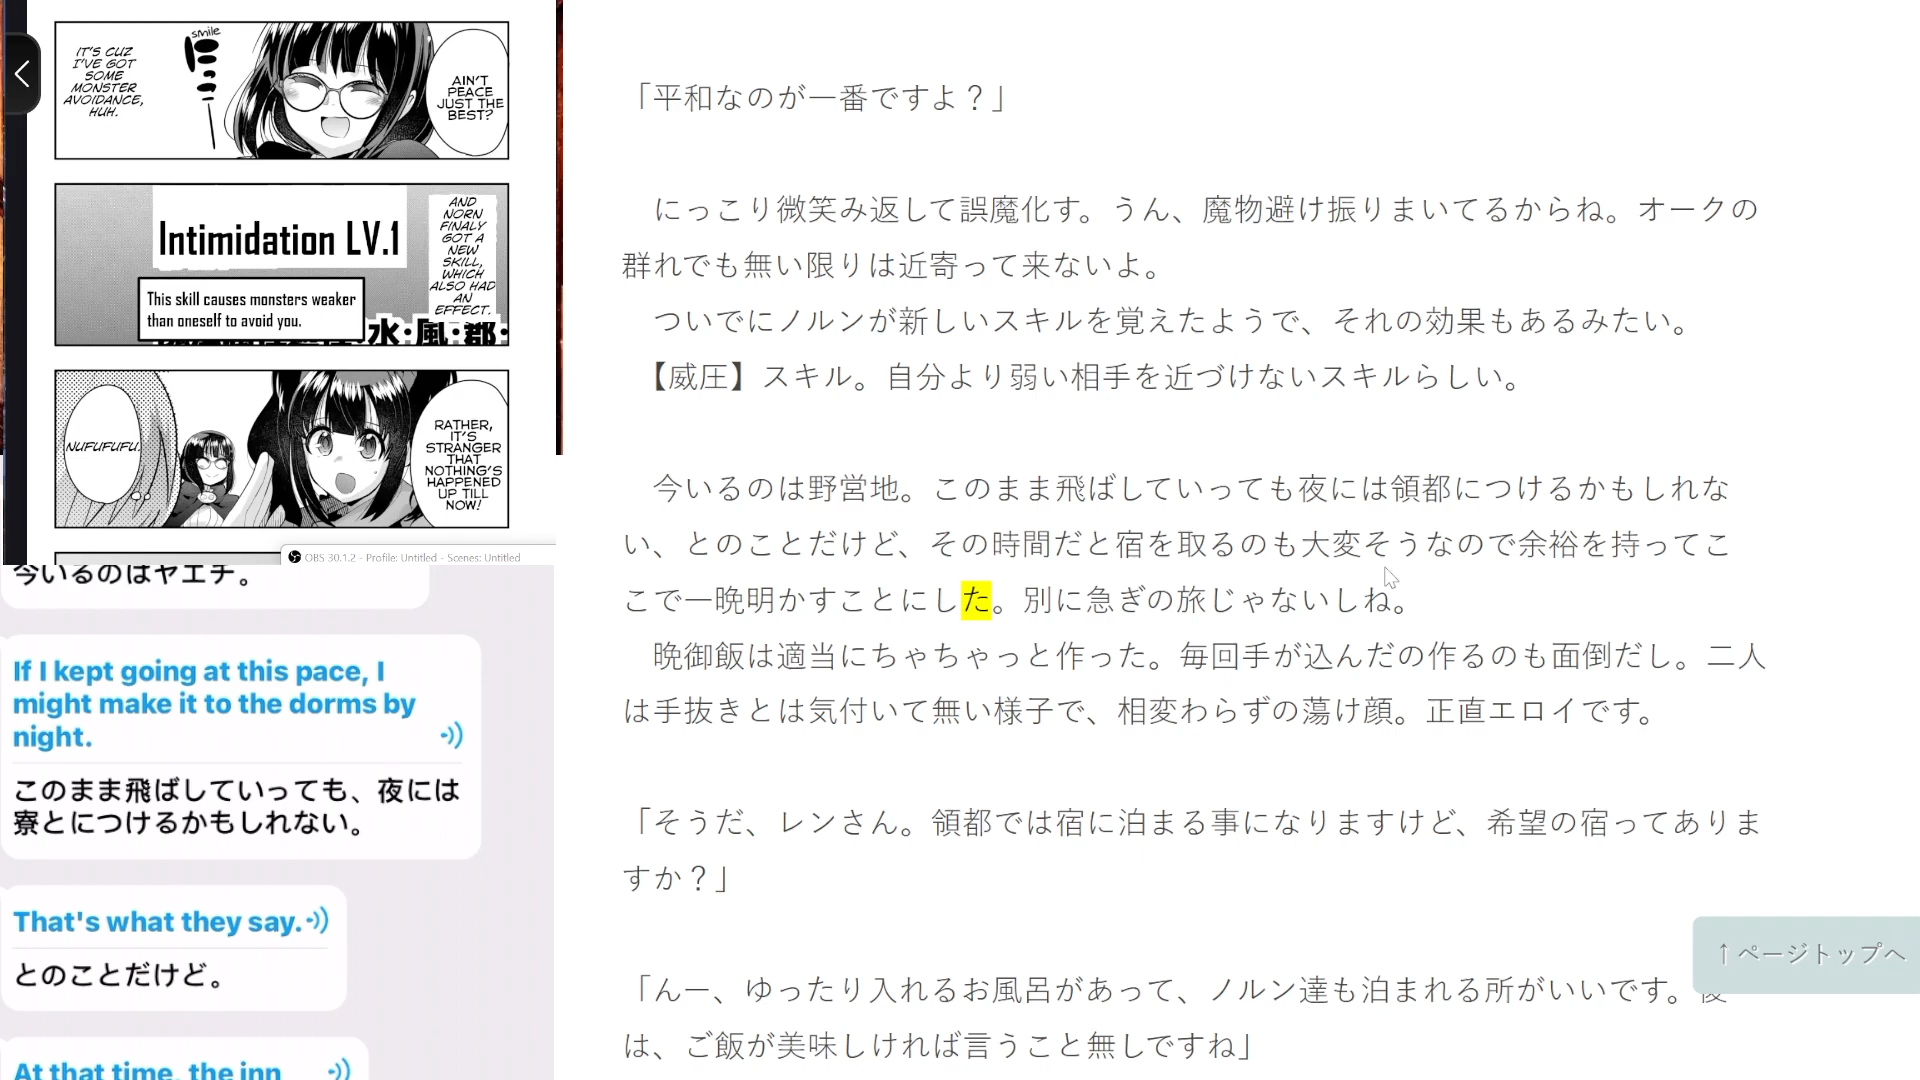 IT'S CUZ
I'VE GOT
SOME
MONSTER
AVOIDANCE,
HUH.
smile
AIN'T
PEACE
JUST THE
BEST?
Intimidation LV.1
This skill causes monsters weaker
than oneself to avoid you.
AND
NORN
FINALY
GOT A
NEW
SKILL,
WHICH
ALSO HAD
AN
EFFECT.
水・風・都・
NUFUFUFU.
RATHER,
IT'S
STRANGER
THAT
NOTHING'S
HAPPENED
UP TILL
NOW!
OBS 30.1.2 - Profile: Untitled - Scenes: Untitled
今いるのはヤエチ。
If I kept going at this pace, I
might make it to the dorms by
night.
このまま飛ばしていっても、夜には
寮とにつけるかもしれない。
That's what they say.
とのことだけど。
At that time, the inn
「平和なのが一番ですよ？」
にっこり微笑み返して誤魔化す。うん、魔物避け振りまいてるからね。オークの
群れでも無い限りは近寄って来ないよ。
ついでにノルンが新しいスキルを覚えたようで、それの効果もあるみたい。
【威圧】スキル。自分より弱い相手を近づけないスキルらしい。
今いるのは野営地。このまま飛ばしていっても夜には領都につけるかもしれな
い、とのことだけど、その時間だと宿を取るのも大変そうなので余裕を持ってこ
こで一晩明かすことにした。別に急ぎの旅じゃないしね。
晩御飯は適当にちゃちゃっと作った。毎回手が込んだの作るのも面倒だし。二人
は手抜きとは気付いて無い様子で、相変わらずの蕩け顔。正直エロイです。
「そうだ、レンさん。領都では宿に泊まる事になりますけど、希望の宿ってありま
すか？」
「んー、ゆったり入れるお風呂があって、ノルン達も泊まれる所がいいです。後
は、ご飯が美味しければ言うこと無しですね」
↑ページトップへ